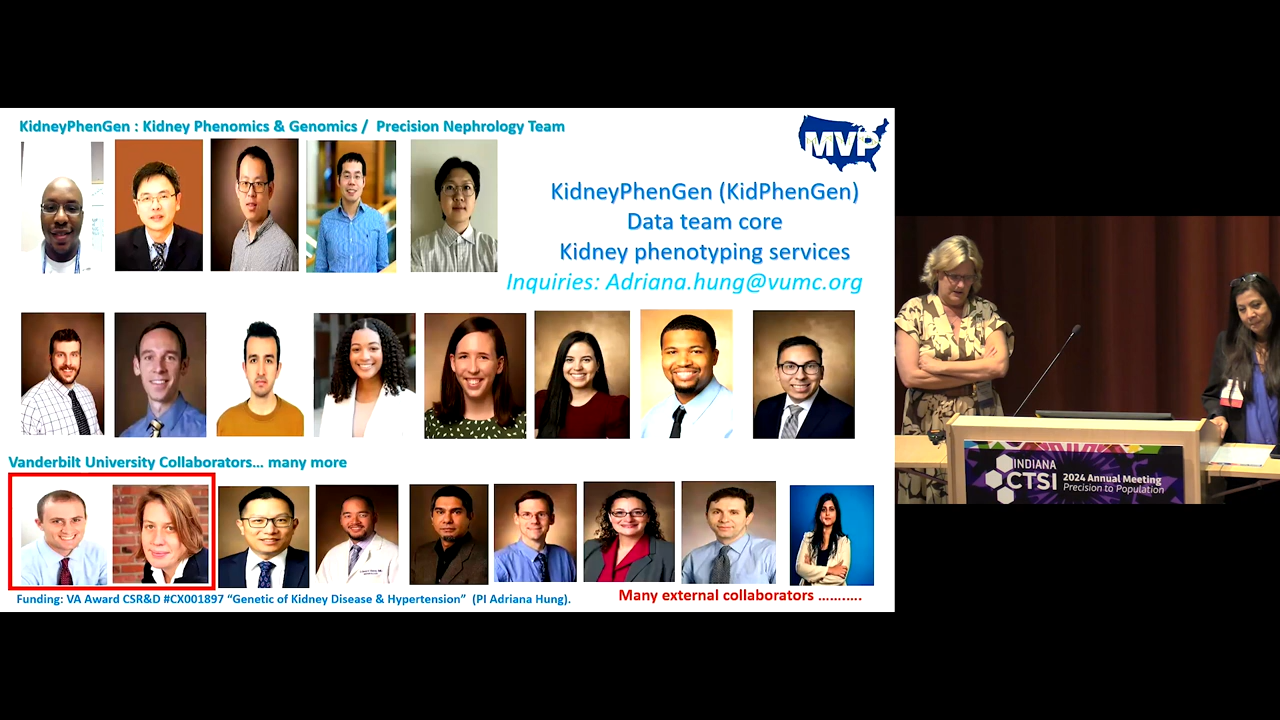 KidneyPhenGen : Kidney Phenomics & Genomics / Precision Nephrology Team
MVP
KidneyPhenGen (KidPhenGen)
Data team core
Kidney phenotyping services
Inquiries: Adriana.hung@vumc.org
Vanderbilt University Collaborators... many more
Funding: VA Award CSR&D #CX001897 “Genetic of Kidney Disease & Hypertension” (PI Adriana Hung).
Many external collaborators ............
INDIANA
CTSI
2024 Annual Meeting
Precision to Population